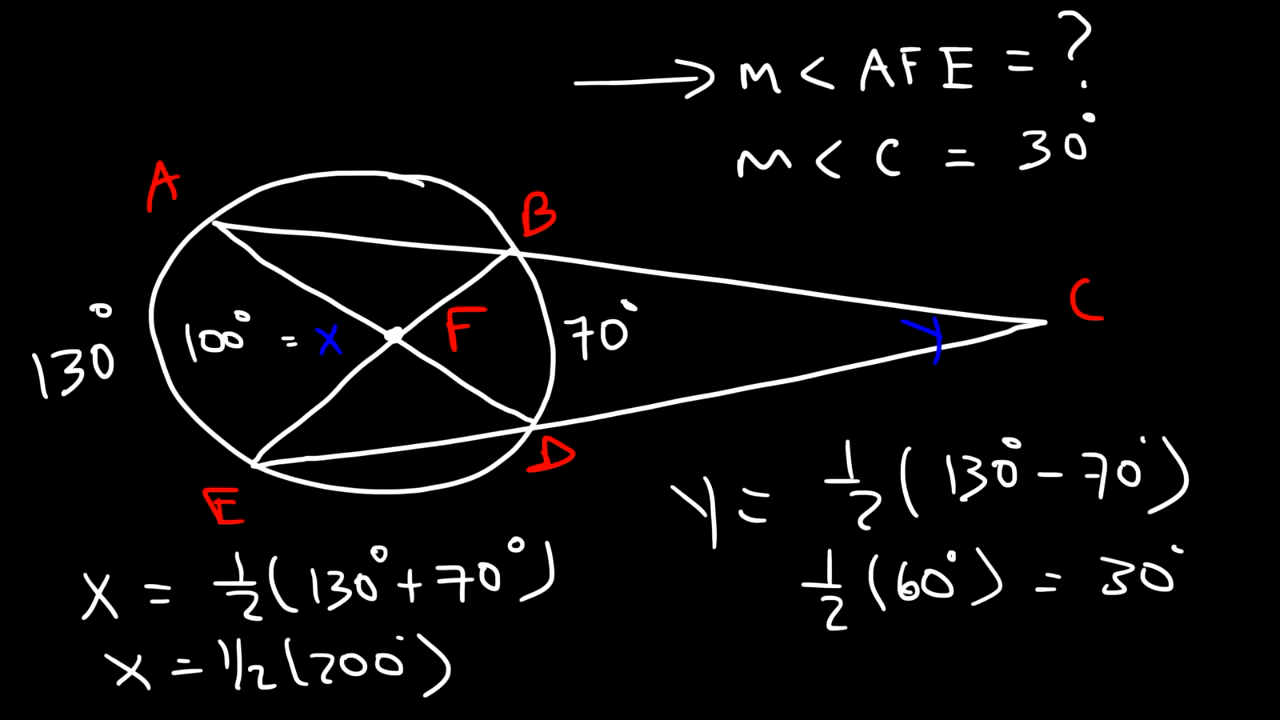 → m < AFE = ?
m < C = 30°
A
B
130°
100° = x
F
70°
y
C
E
D
x = 1/2 (130° + 70°)
x = 1/2 (200°)
y = 1/2 (130° - 70°)
1/2 (60°) = 30°